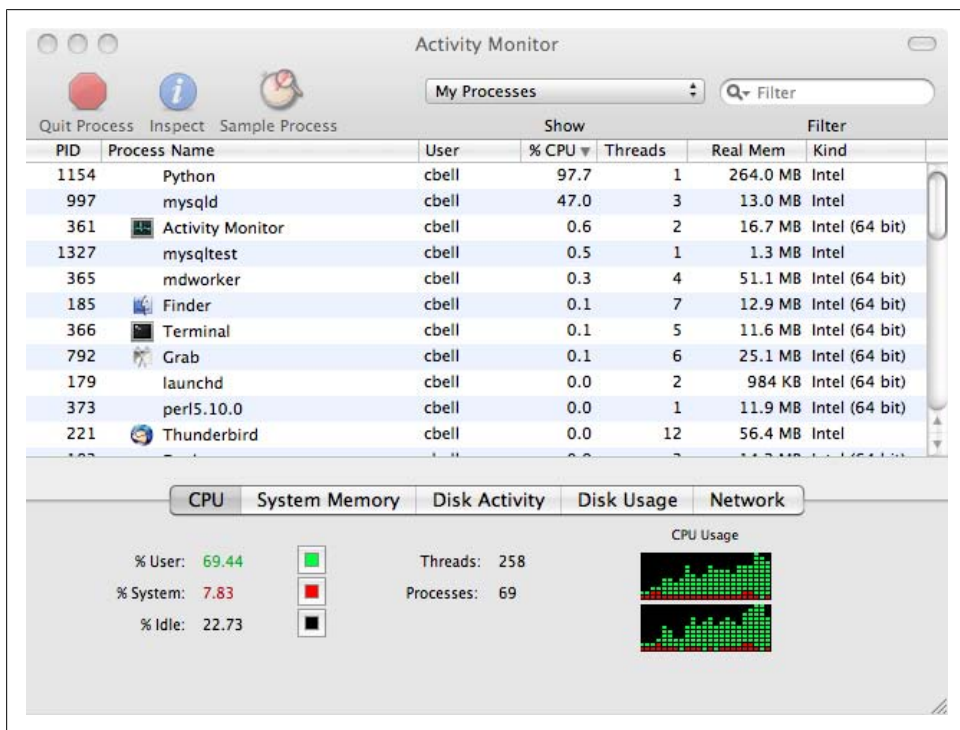 Activity Monitor
My Processes
Filter
Quit Process Inspect Sample Process Show Filter
PID Process Name User % CPU Threads Real Mem Kind
1154 Python cbell 97.7 1 264.0 MB Intel
997 mysqld cbell 47.0 3 13.0 MB Intel
361 Activity Monitor cbell 0.6 2 16.7 MB Intel (64 bit)
1327 mysqltest cbell 0.5 1 1.3 MB Intel
365 mdworker cbell 0.3 4 51.1 MB Intel (64 bit)
185 Finder cbell 0.1 7 12.9 MB Intel (64 bit)
366 Terminal cbell 0.1 5 11.6 MB Intel (64 bit)
792 Grab cbell 0.1 6 25.1 MB Intel (64 bit)
179 launchd cbell 0.0 2 984 KB Intel (64 bit)
373 perl5.10.0 cbell 0.0 1 11.9 MB Intel (64 bit)
221 Thunderbird cbell 0.0 12 56.4 MB Intel
CPU System Memory Disk Activity Disk Usage Network
CPU Usage
% User: 69.44 Threads: 258
% System: 7.83 Processes: 69
% Idle: 22.73